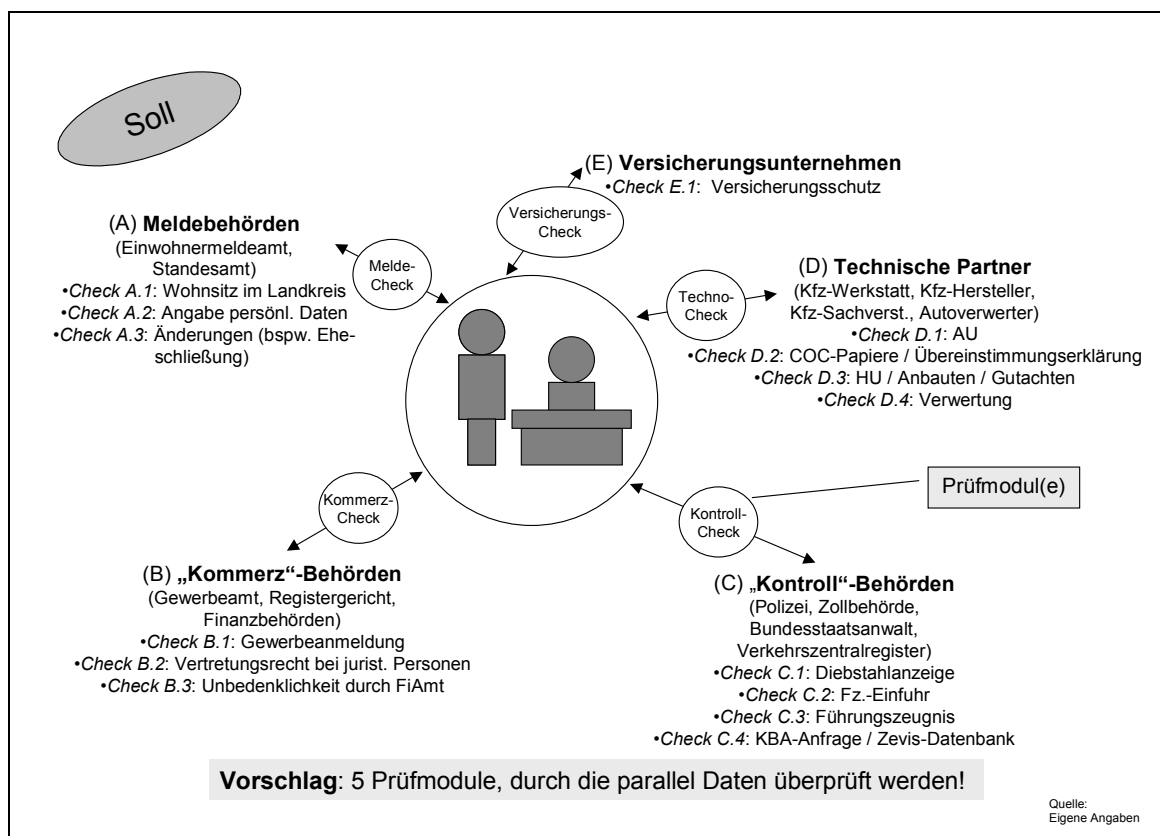 Soll
(E) Versicherungsunternehmen
•Check E.1: Versicherungsschutz
Versicherungs-
Check
(A) Meldebehörden
(Einwohnermeldeamt,
Standesamt)
•Check A.1: Wohnsitz im Landkreis
•Check A.2: Angabe persönl. Daten
•Check A.3: Änderungen (bspw. Ehe-
schließung)
Melde-
Check
(D) Technische Partner
(Kfz-Werkstatt, Kfz-Hersteller,
Kfz-Sachverst., Autoverwerter)
•Check D.1: AU
•Check D.2: COC-Papiere / Übereinstimmungserklärung
•Check D.3: HU / Anbauten / Gutachten
•Check D.4: Verwertung
Techno-
Check
Kommerz-
Check
Kontroll-
Check
Prüfmodul(e)
(B) „Kommerz“-Behörden
(Gewerbeamt, Registergericht,
Finanzbehörden)
•Check B.1: Gewerbeanmeldung
•Check B.2: Vertretungsrecht bei jurist. Personen
•Check B.3: Unbedenklichkeit durch FiAmt
(C) „Kontroll“-Behörden
(Polizei, Zollbehörde,
Bundesstaatsanwalt,
Verkehrszentralregister)
•Check C.1: Diebstahlanzeige
•Check C.2: Fz.-Einfuhr
•Check C.3: Führungszeugnis
•Check C.4: KBA-Anfrage / Zevis-Datenbank
Vorschlag: 5 Prüfmodule, durch die parallel Daten überprüft werden!
Quelle:
Eigene Angaben